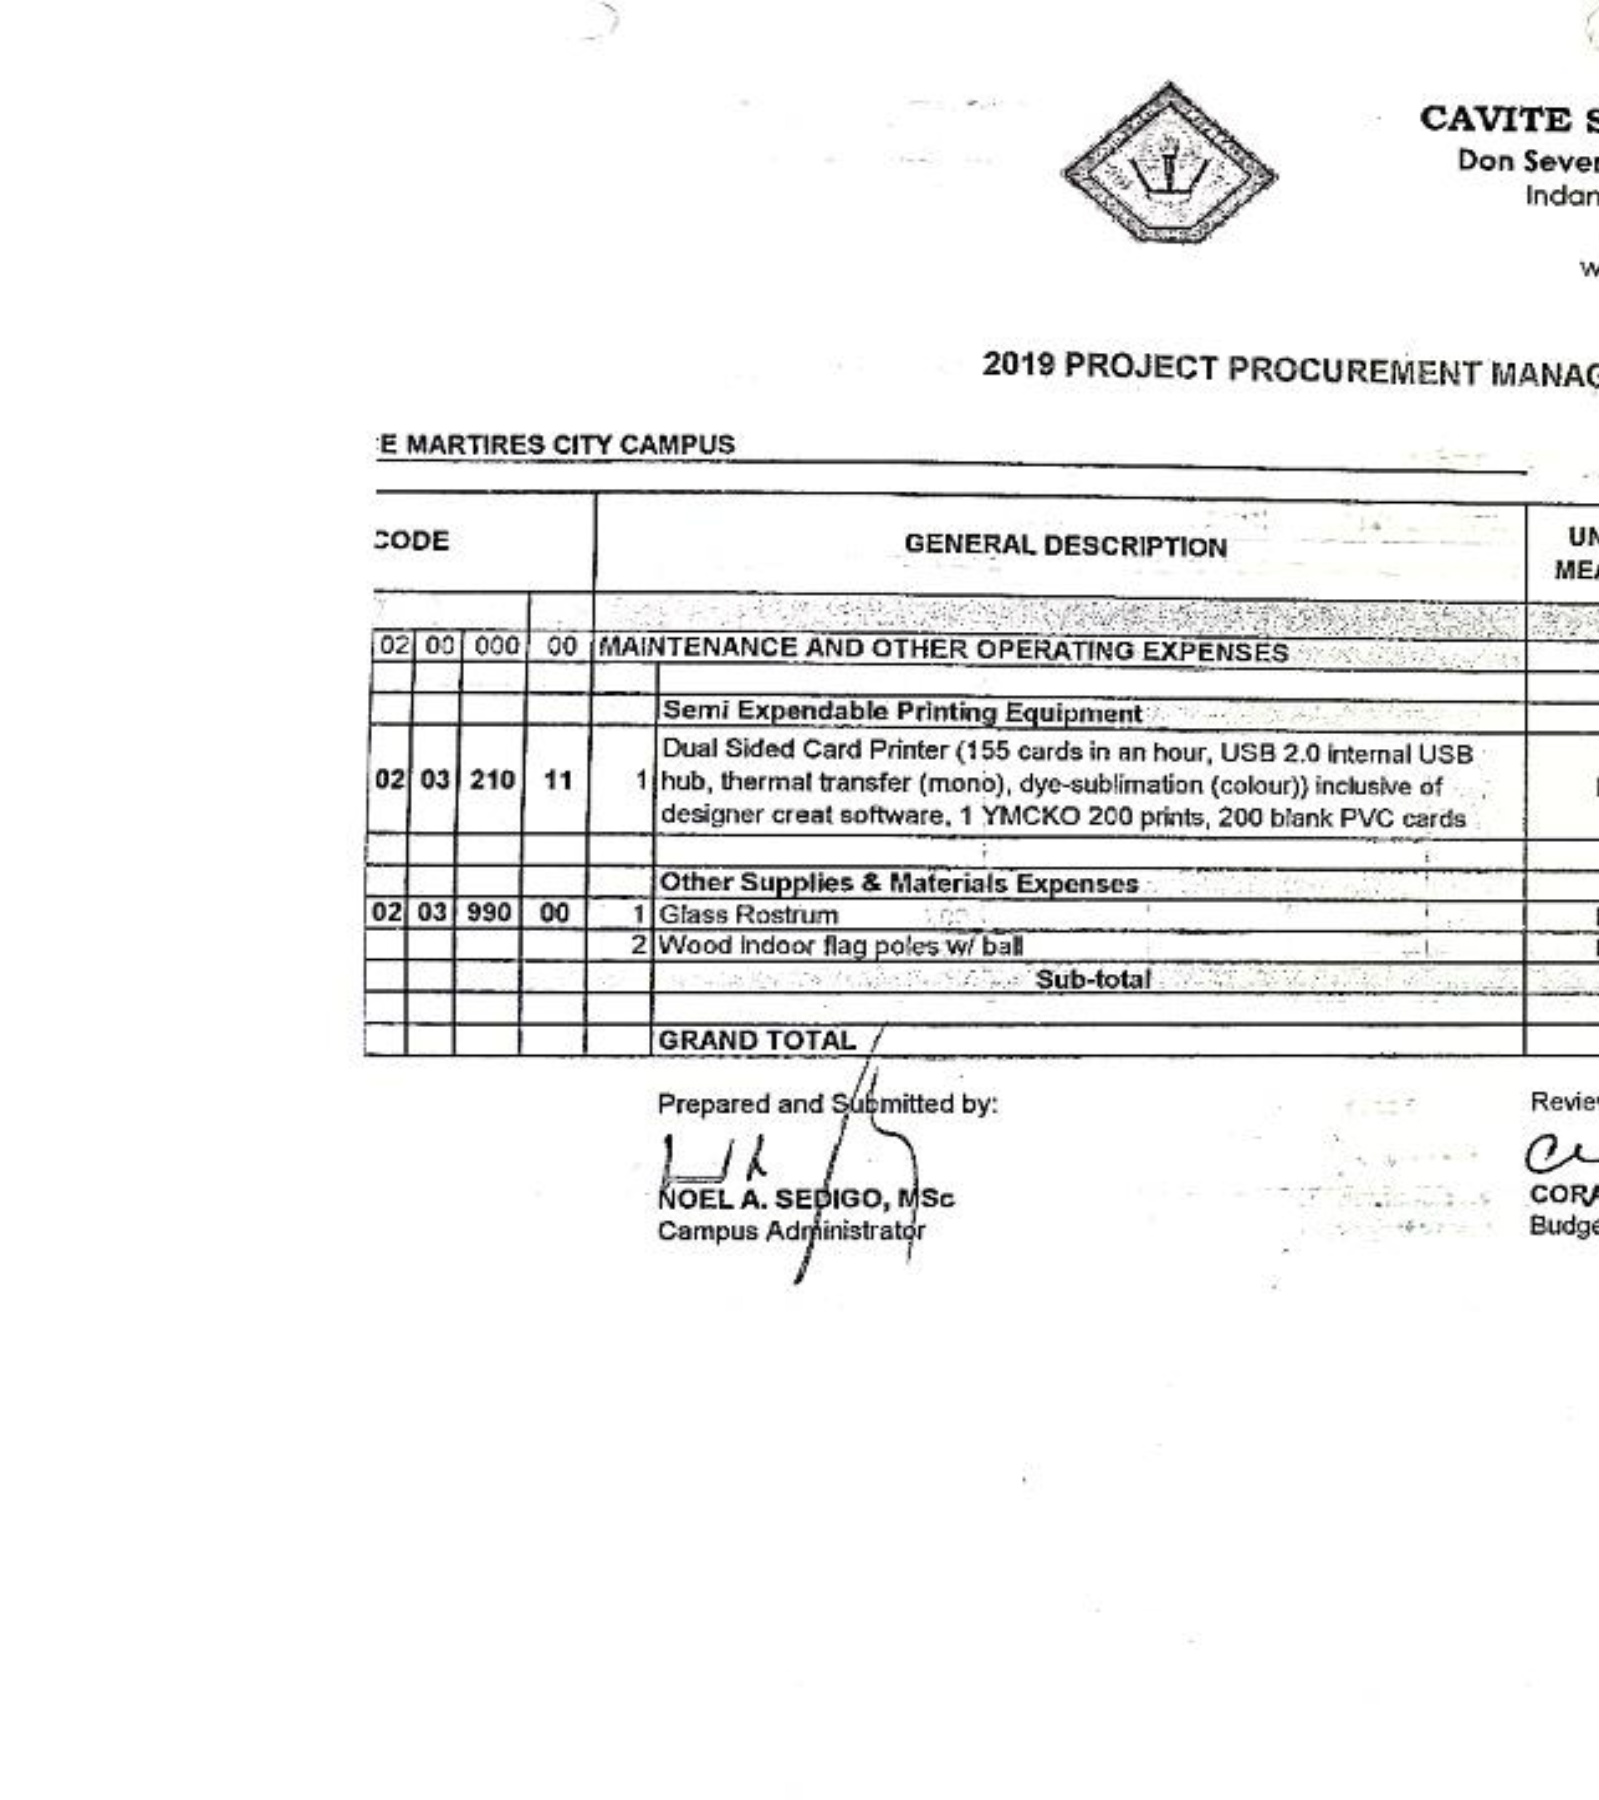 CAVITE S
Don Sever
Indan
w
2019 PROJECT PROCUREMENT MANAG
E MARTIRES CITY CAMPUS
CODE GENERAL DESCRIPTION UN
MEA
02 00 000 00 MAINTENANCE AND OTHER OPERATING EXPENSES
Semi Expendable Printing Equipment
Dual Sided Card Printer (155 cards in an hour, USB 2.0 internal USB
02 03 210 11 1 hub, thermal transfer (mono), dye-sublimation (colour)) inclusive of
designer creat software, 1 YMCKO 200 prints, 200 blank PVC cards
Other Supplies & Materials Expenses
02 03 990 00 1 Glass Rostrum
2 Wood Indoor flag poles w/ ball
Sub-total
GRAND TOTAL
Prepared and Submitted by: Revie
NOEL A. SEDIGO, MSc CORA
Campus Administrator Budge